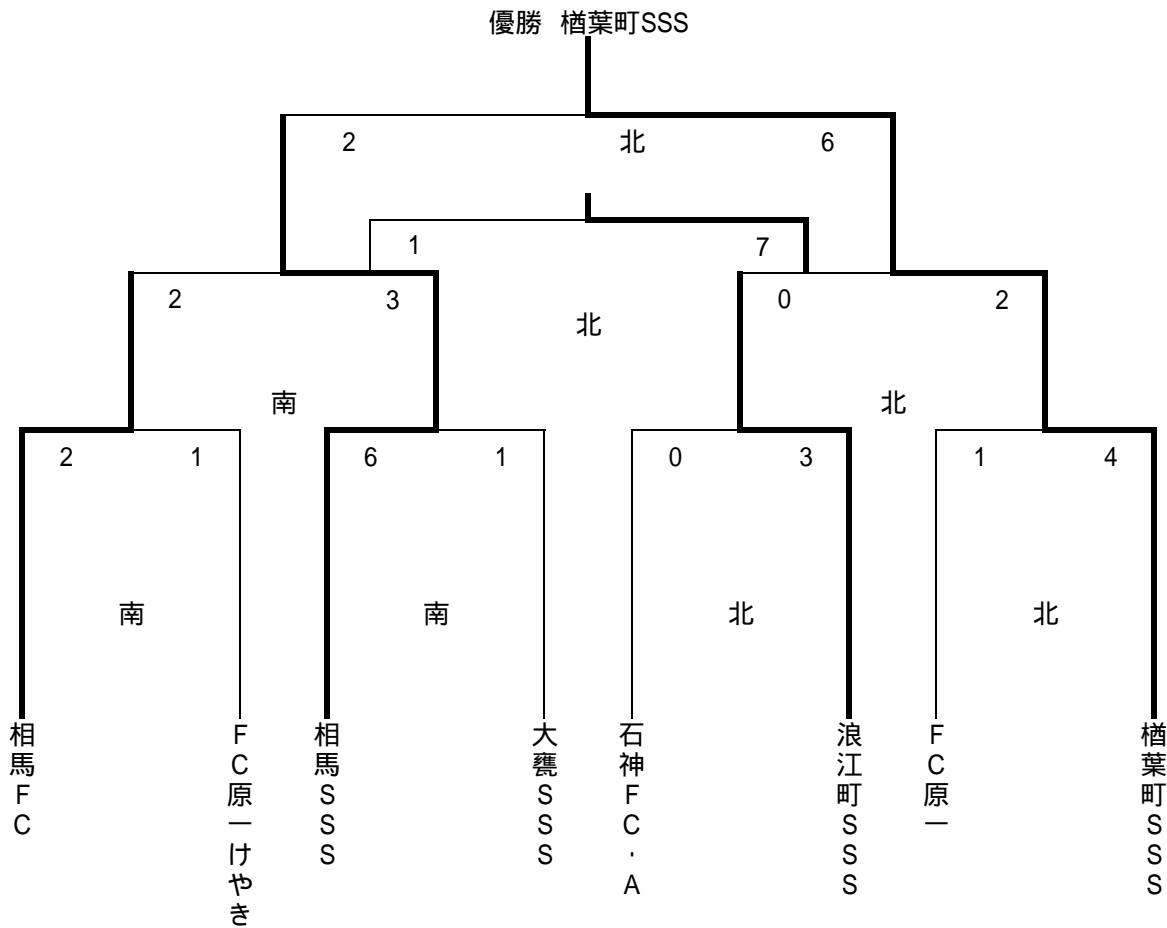 優勝 楢葉町SSS
2 北 6
1 7
2 3 0 2
北
南 北
2 1 6 1 0 3 1 4
南 南 北 北
相馬FC
FC原一けやき
相馬SSS
大甕SSS
石神FC・A
浪江町SSS
FC原一
楢葉町SSS